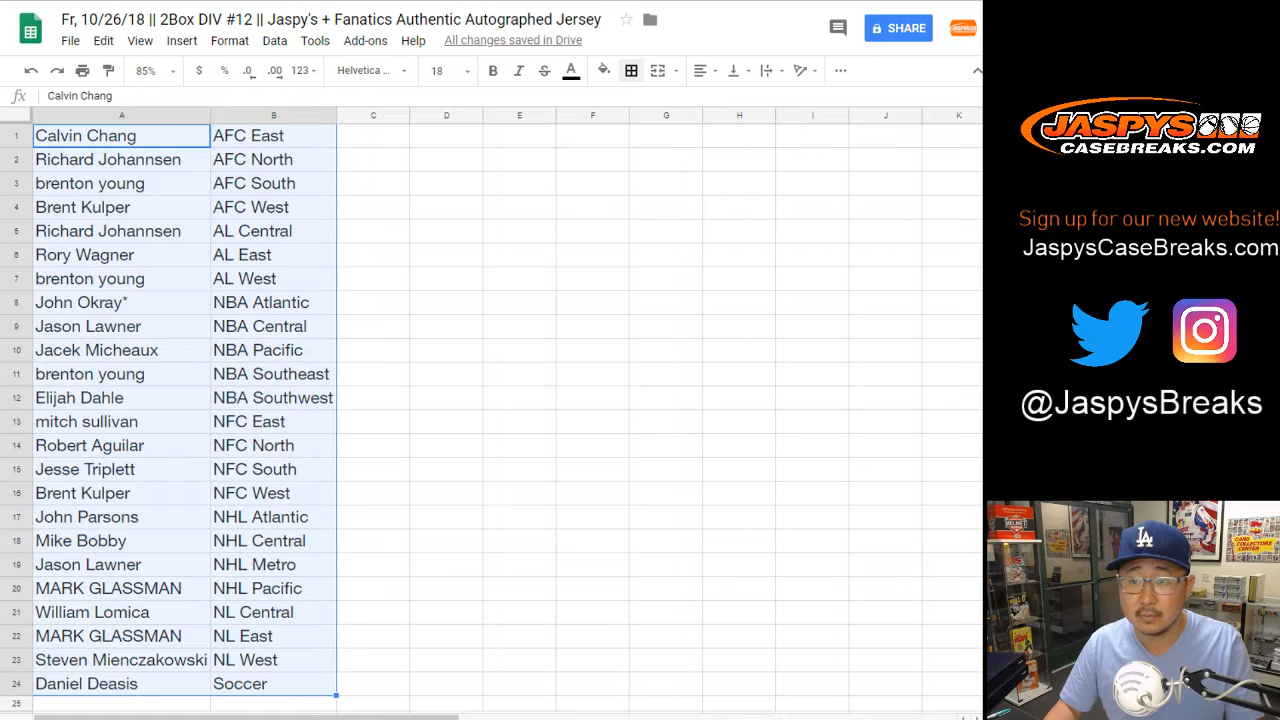 Fr, 10/26/18 || 2Box DIV #12 || Jaspy's + Fanatics Authentic Autographed Jersey
SHARE
File Edit View Insert Format Data Tools Add-ons Help All changes saved in Drive
85% $ % .0 .00 123 Helvetica ... 18 B I S A
fx Calvin Chang
A B C D E F G H I J K
1 Calvin Chang AFC East
2 Richard Johannsen AFC North
3 brenton young AFC South
4 Brent Kulper AFC West
5 Richard Johannsen AL Central
6 Rory Wagner AL East
7 brenton young AL West
8 John Okray* NBA Atlantic
9 Jason Lawner NBA Central
10 Jacek Micheaux NBA Pacific
11 brenton young NBA Southeast
12 Elijah Dahle NBA Southwest
13 mitch sullivan NFC East
14 Robert Aguilar NFC North
15 Jesse Triplett NFC South
16 Brent Kulper NFC West
17 John Parsons NHL Atlantic
18 Mike Bobby NHL Central
19 Jason Lawner NHL Metro
20 MARK GLASSMAN NHL Pacific
21 William Lomica NL Central
22 MARK GLASSMAN NL East
23 Steven Mienczakowski NL West
24 Daniel Deasis Soccer
25
JASPYS
CASEBREAKS.COM
Sign up for our new website!
JaspysCaseBreaks.com
@JaspysBreaks
LA
CARD
COLLECTORS
CENTER